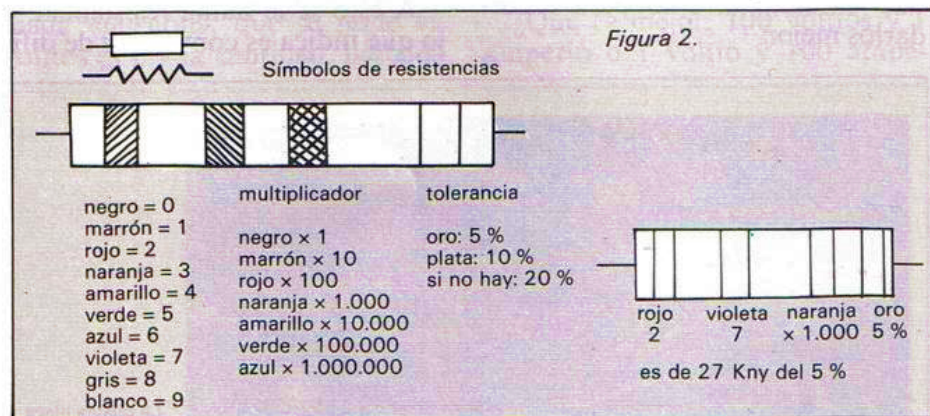 Figura 2.
Símbolos de resistencias
negro = 0
marrón = 1
rojo = 2
naranja = 3
amarillo = 4
verde = 5
azul = 6
violeta = 7
gris = 8
blanco = 9
multiplicador
negro × 1
marrón × 10
rojo × 100
naranja × 1.000
amarillo × 10.000
verde × 100.000
azul × 1.000.000
tolerancia
oro: 5 %
plata: 10 %
si no hay: 20 %
rojo violeta naranja oro
2 7 × 1.000 5 %
es de 27 Kny del 5 %